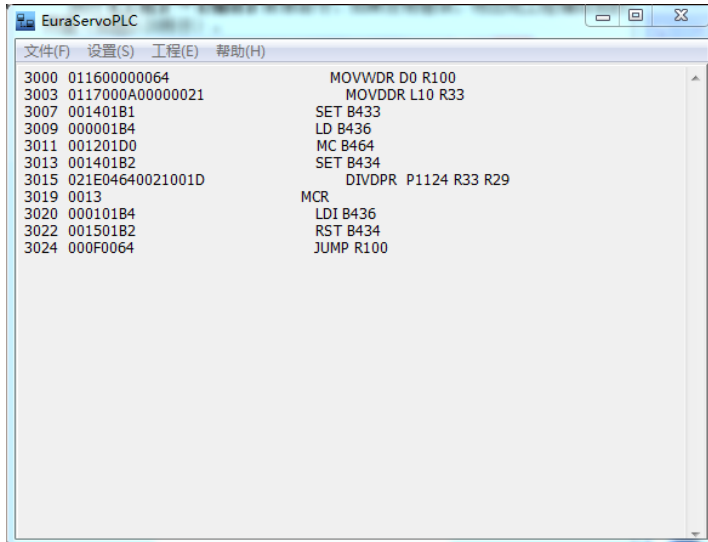 EuraServoPLC
文件(F) 设置(S) 工程(E) 帮助(H)
3000 011600000064 MOVWDR D0 R100
3003 0117000A00000021 MOVDDR L10 R33
3007 001401B1 SET B433
3009 000001B4 LD B436
3011 001201D0 MC B464
3013 001401B2 SET B434
3015 021E04640021001D DIVDPR P1124 R33 R29
3019 0013 MCR
3020 000101B4 LDI B436
3022 001501B2 RST B434
3024 000F0064 JUMP R100